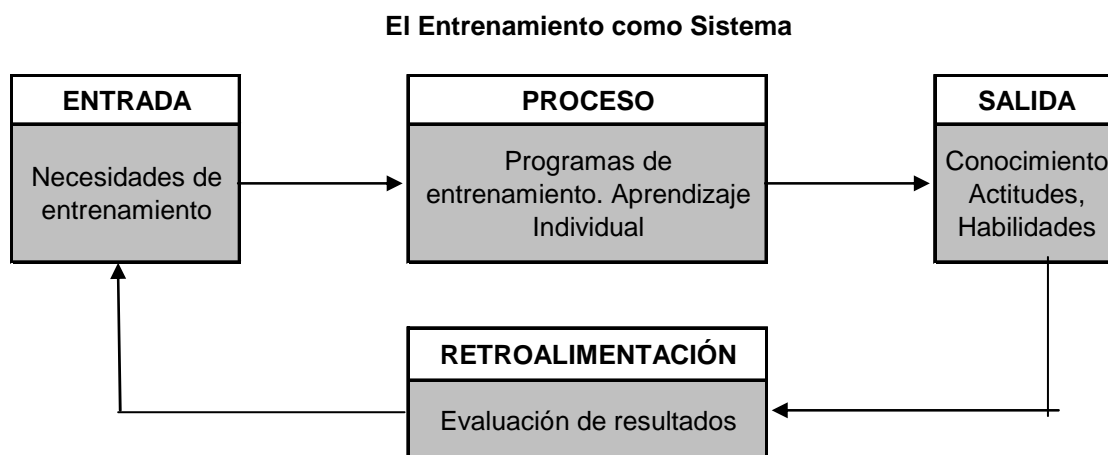 El Entrenamiento como Sistema
ENTRADA
Necesidades de
entrenamiento
PROCESO
Programas de
entrenamiento. Aprendizaje
Individual
SALIDA
Conocimiento
Actitudes,
Habilidades
RETROALIMENTACIÓN
Evaluación de resultados